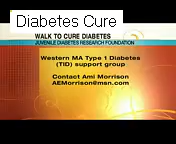 Diabetes Cure
WALK TO CURE DIABETES
JUVENILE DIABETES RESEARCH FOUNDATION
Western MA Type 1 Diabetes
(TID) support group
Contact Ami Morrison
AEMorrison@msn.com